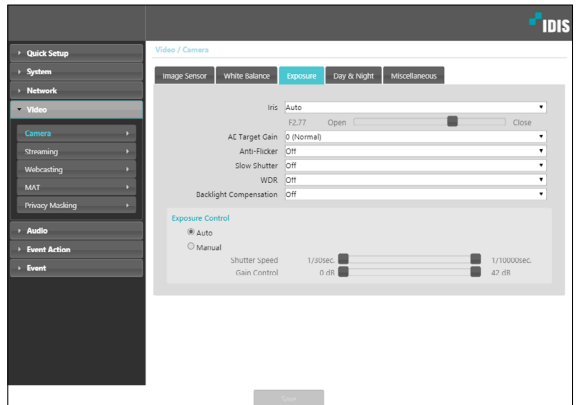 IDIS
Quick Setup
System
Network
Video
Camera
Streaming
Webcasting
MAT
Privacy Masking
Audio
Event Action
Event
Video / Camera
Image Sensor White Balance Exposure Day & Night Miscellaneous
Iris Auto
F2.77 Open Close
AE Target Gain 0 (Normal)
Anti-Flicker Off
Slow Shutter Off
WDR Off
Backlight Compensation Off
Exposure Control
Auto
Manual
Shutter Speed 1/30sec. 1/10000sec.
Gain Control 0 dB 42 dB
Save